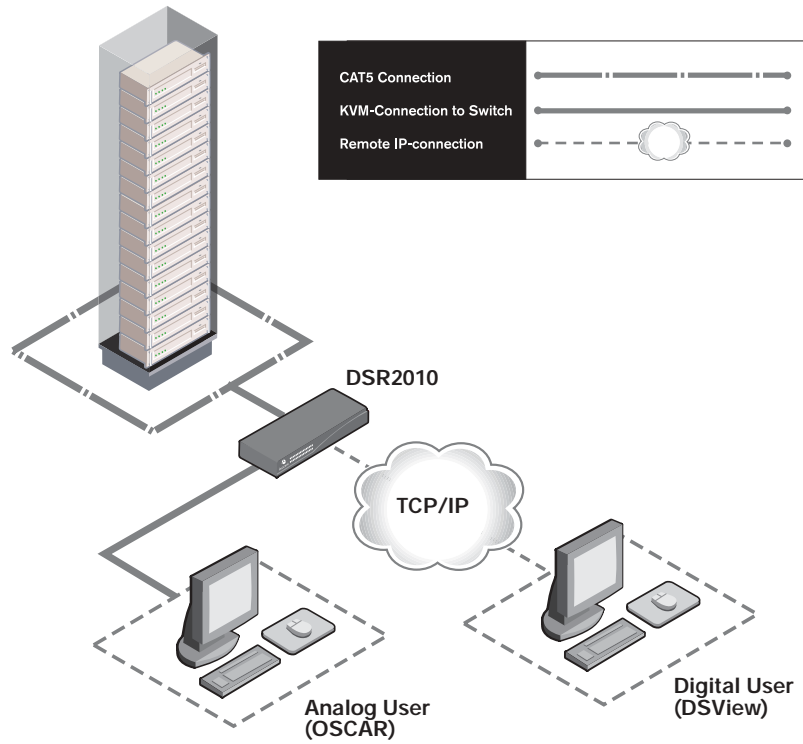 CAT5 Connection
KVM-Connection to Switch
Remote IP-connection
DSR2010
TCP/IP
Analog User
(OSCAR)
Digital User
(DSView)